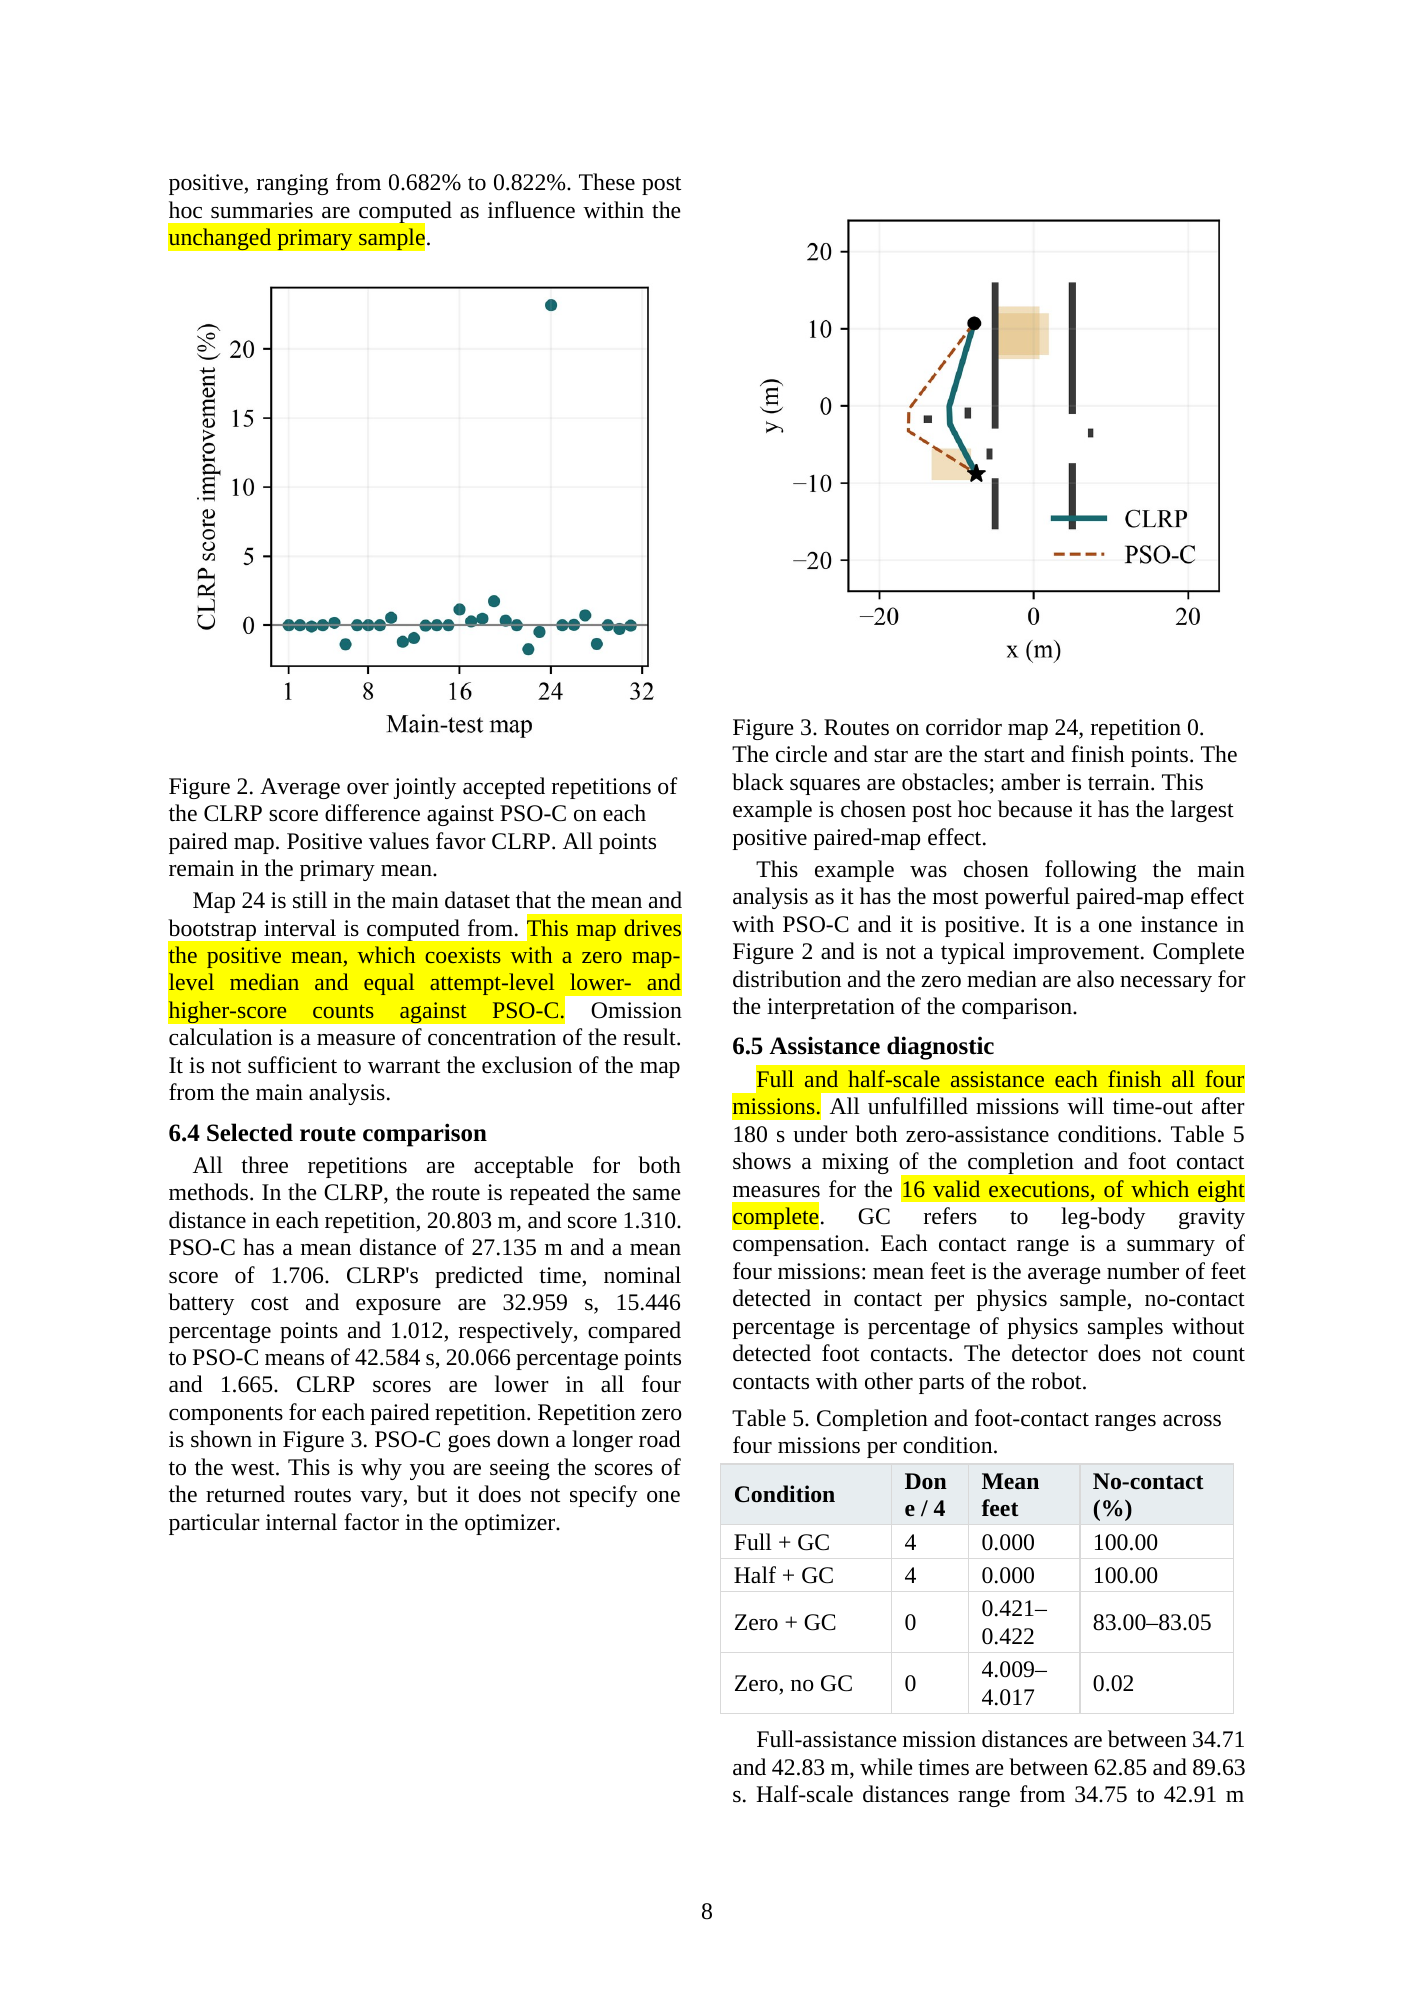 positive, ranging from 0.682% to 0.822%. These post
hoc summaries are computed as influence within the
unchanged primary sample.
CLRP score improvement (%)
20
15
10
5
0
1 8 16 24 32
Main-test map
Figure 2. Average over jointly accepted repetitions of
the CLRP score difference against PSO-C on each
paired map. Positive values favor CLRP. All points
remain in the primary mean.
Map 24 is still in the main dataset that the mean and
bootstrap interval is computed from. This map drives
the positive mean, which coexists with a zero map-
level median and equal attempt-level lower- and
higher-score counts against PSO-C. Omission
calculation is a measure of concentration of the result.
It is not sufficient to warrant the exclusion of the map
from the main analysis.
6.4 Selected route comparison
All three repetitions are acceptable for both
methods. In the CLRP, the route is repeated the same
distance in each repetition, 20.803 m, and score 1.310.
PSO-C has a mean distance of 27.135 m and a mean
score of 1.706. CLRP's predicted time, nominal
battery cost and exposure are 32.959 s, 15.446
percentage points and 1.012, respectively, compared
to PSO-C means of 42.584 s, 20.066 percentage points
and 1.665. CLRP scores are lower in all four
components for each paired repetition. Repetition zero
is shown in Figure 3. PSO-C goes down a longer road
to the west. This is why you are seeing the scores of
the returned routes vary, but it does not specify one
particular internal factor in the optimizer.
y (m)
20
10
0
−10
−20
CLRP
PSO-C
−20 0 20
x (m)
Figure 3. Routes on corridor map 24, repetition 0.
The circle and star are the start and finish points. The
black squares are obstacles; amber is terrain. This
example is chosen post hoc because it has the largest
positive paired-map effect.
This example was chosen following the main
analysis as it has the most powerful paired-map effect
with PSO-C and it is positive. It is a one instance in
Figure 2 and is not a typical improvement. Complete
distribution and the zero median are also necessary for
the interpretation of the comparison.
6.5 Assistance diagnostic
Full and half-scale assistance each finish all four
missions. All unfulfilled missions will time-out after
180 s under both zero-assistance conditions. Table 5
shows a mixing of the completion and foot contact
measures for the 16 valid executions, of which eight
complete. GC refers to leg-body gravity
compensation. Each contact range is a summary of
four missions: mean feet is the average number of feet
detected in contact per physics sample, no-contact
percentage is percentage of physics samples without
detected foot contacts. The detector does not count
contacts with other parts of the robot.
Table 5. Completion and foot-contact ranges across
four missions per condition.
Condition Don Mean No-contact
e / 4 feet (%)
Full + GC 4 0.000 100.00
Half + GC 4 0.000 100.00
Zero + GC 0 0.421– 83.00–83.05
0.422
Zero, no GC 0 4.009– 0.02
4.017
Full-assistance mission distances are between 34.71
and 42.83 m, while times are between 62.85 and 89.63
s. Half-scale distances range from 34.75 to 42.91 m
8